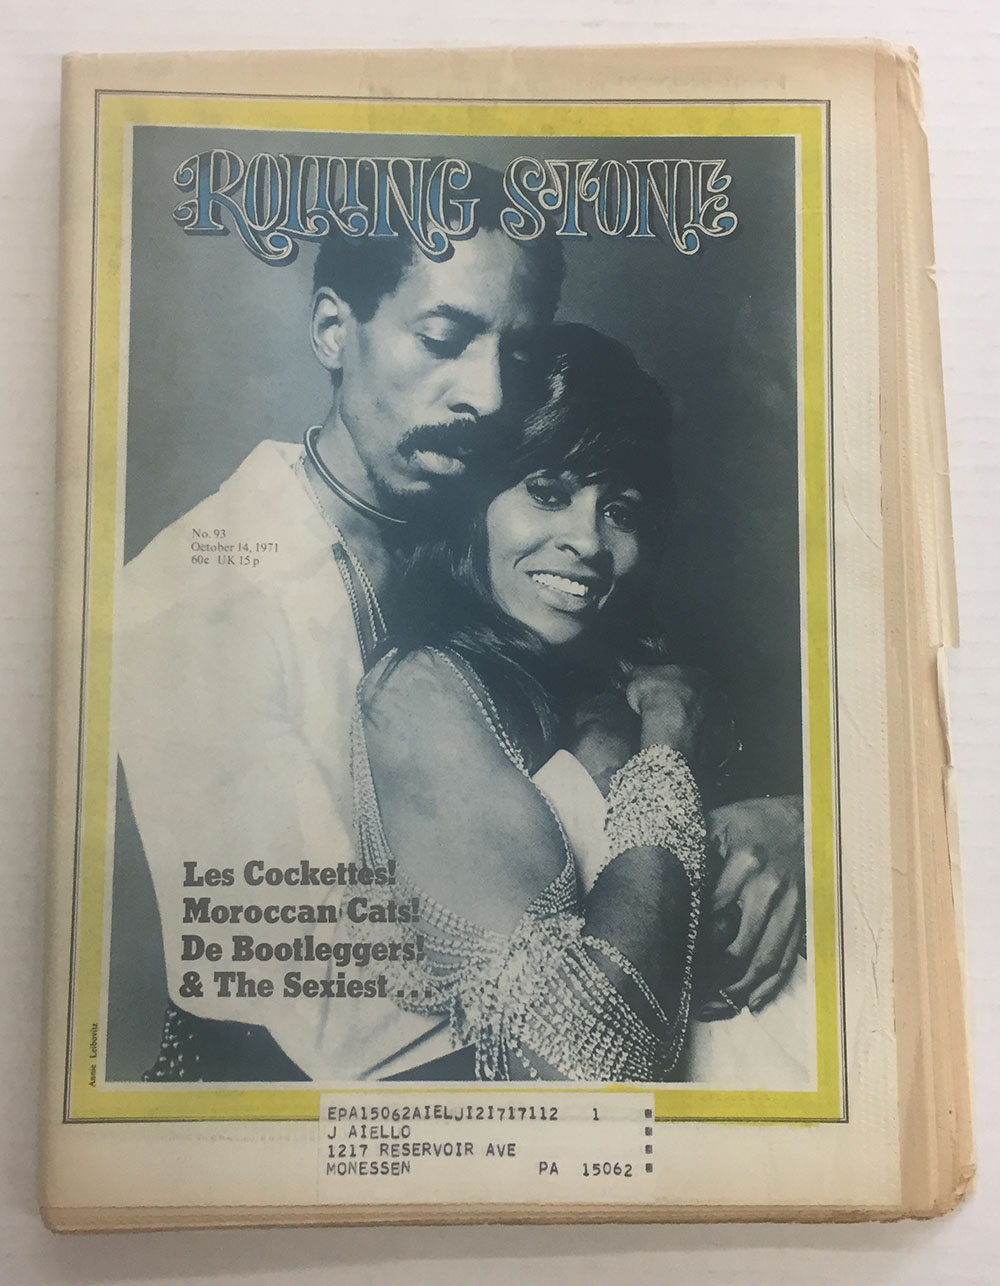 ROLLING STONE
No. 93
October 14, 1971
60¢ UK 15p
Les Cockettes!
Moroccan Cats!
De Bootleggers!
& The Sexiest . . .
Annie Leibovitz
EPA15062AIELJI2I717112 1
J AIELLO
1217 RESERVOIR AVE
MONESSEN PA 15062